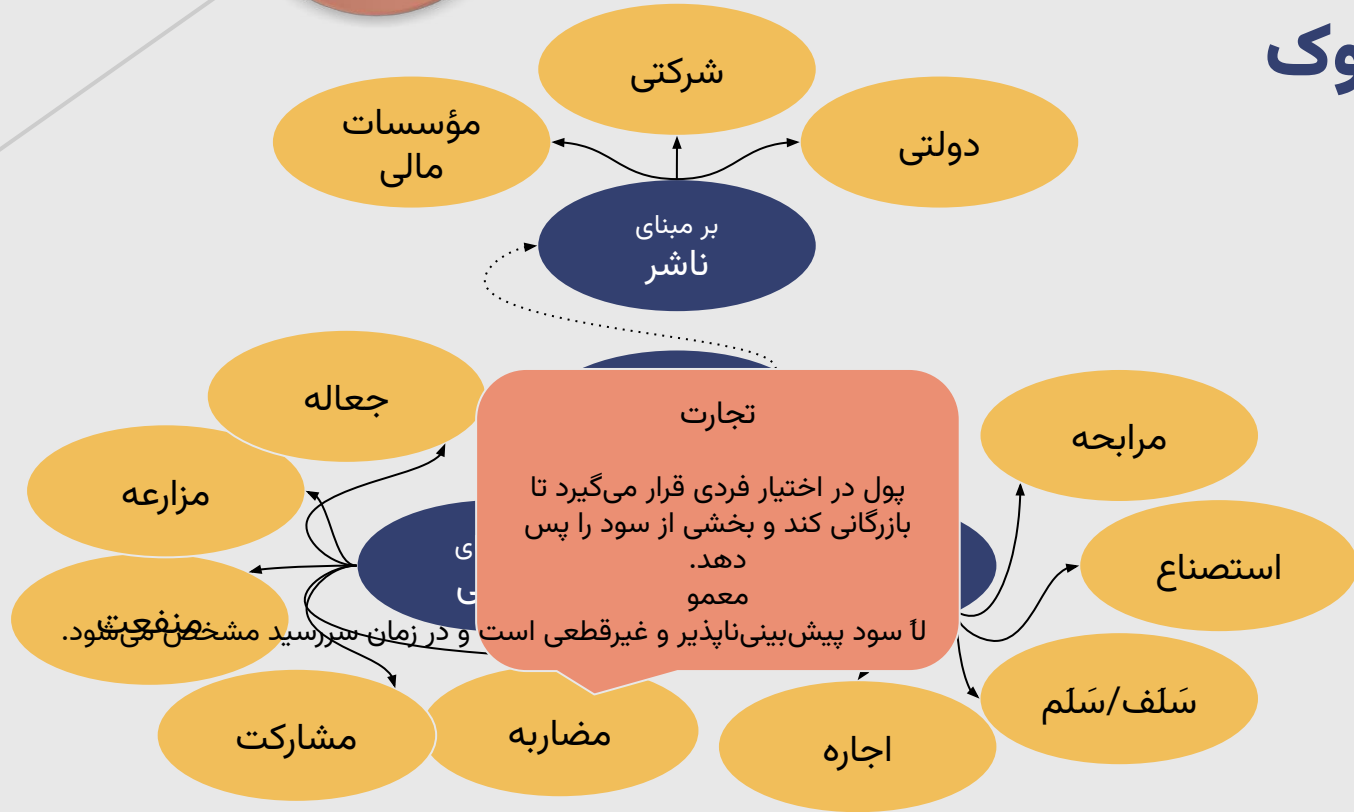 شرکتی
مؤسسات
مالی
دولتی
بر مبنای
ناشر
جعاله
مرابحه
مزارعه
استصناع
منفعت
سَلَف/سَلَم
مشارکت
مضاربه
اجاره
تجارت
پول در اختیار فردی قرار می‌گیرد تا
بازرگانی کند و بخشی از سود را پس
دهد.
معمو
لاً سود پیش‌بینی‌ناپذیر و غیرقطعی است و در زمان سررسید مشخص می‌شود.